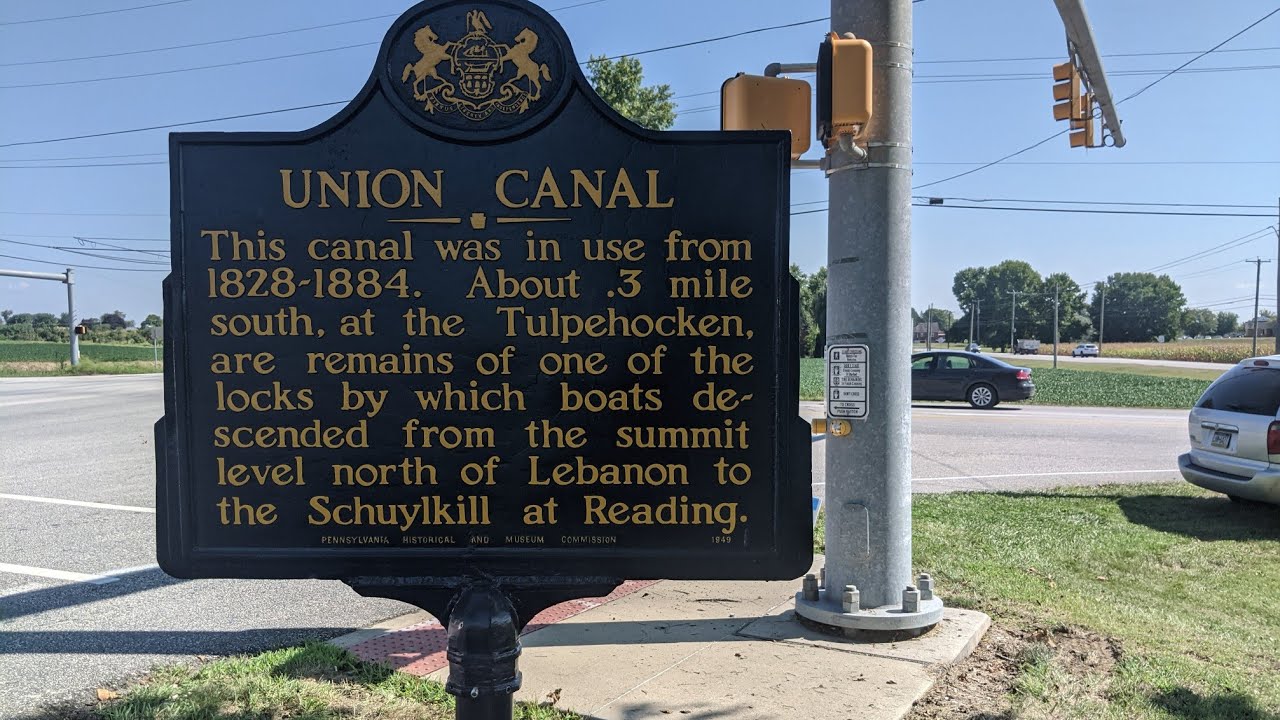 UNION CANAL
This canal was in use from
1828-1884. About .3 mile
south, at the Tulpehocken,
are remains of one of the
locks by which boats de-
scended from the summit
level north of Lebanon to
the Schuylkill at Reading.
PENNSYLVANIA HISTORICAL AND MUSEUM COMMISSION 1949